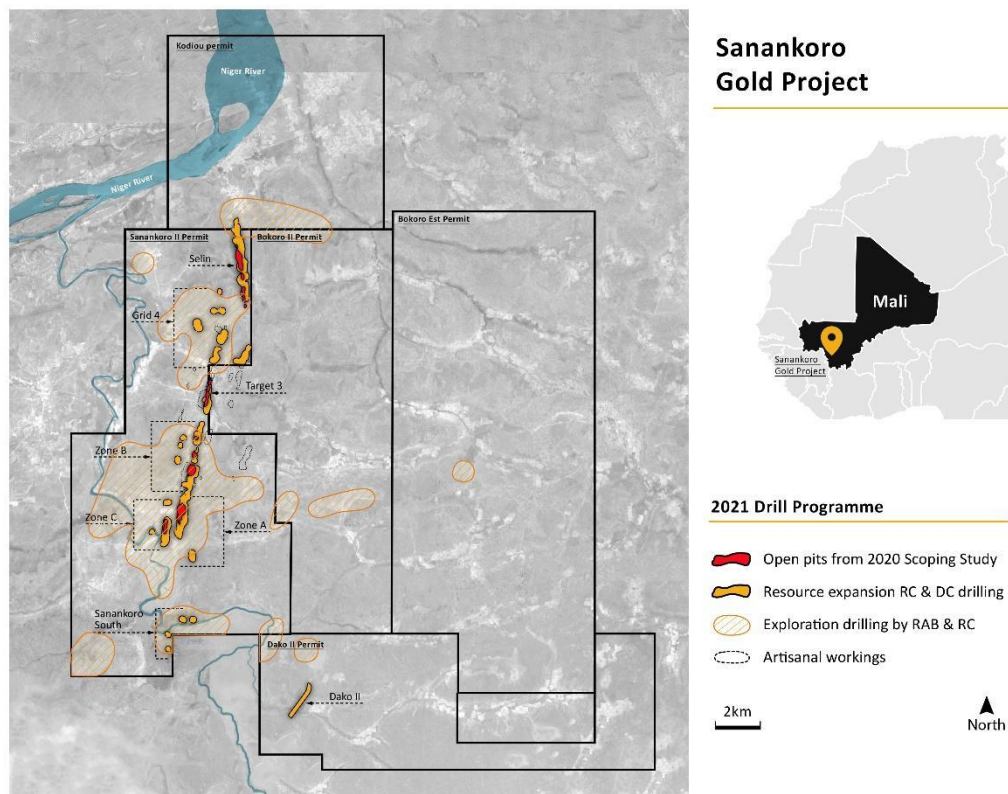 Kodiou permit
Niger River
Niger River
Bokoro Est Permit
Sanankoro II Permit
Bokoro II Permit
Selin
Grid 4
Target 3
Zone B
Zone C
Zone A
Sanankoro
South
Dako II Permit
Dako II
Sanankoro
Gold Project
Mali
Sanankoro
Gold Project
2021 Drill Programme
Open pits from 2020 Scoping Study
Resource expansion RC & DC drilling
Exploration drilling by RAB & RC
Artisanal workings
2km
North